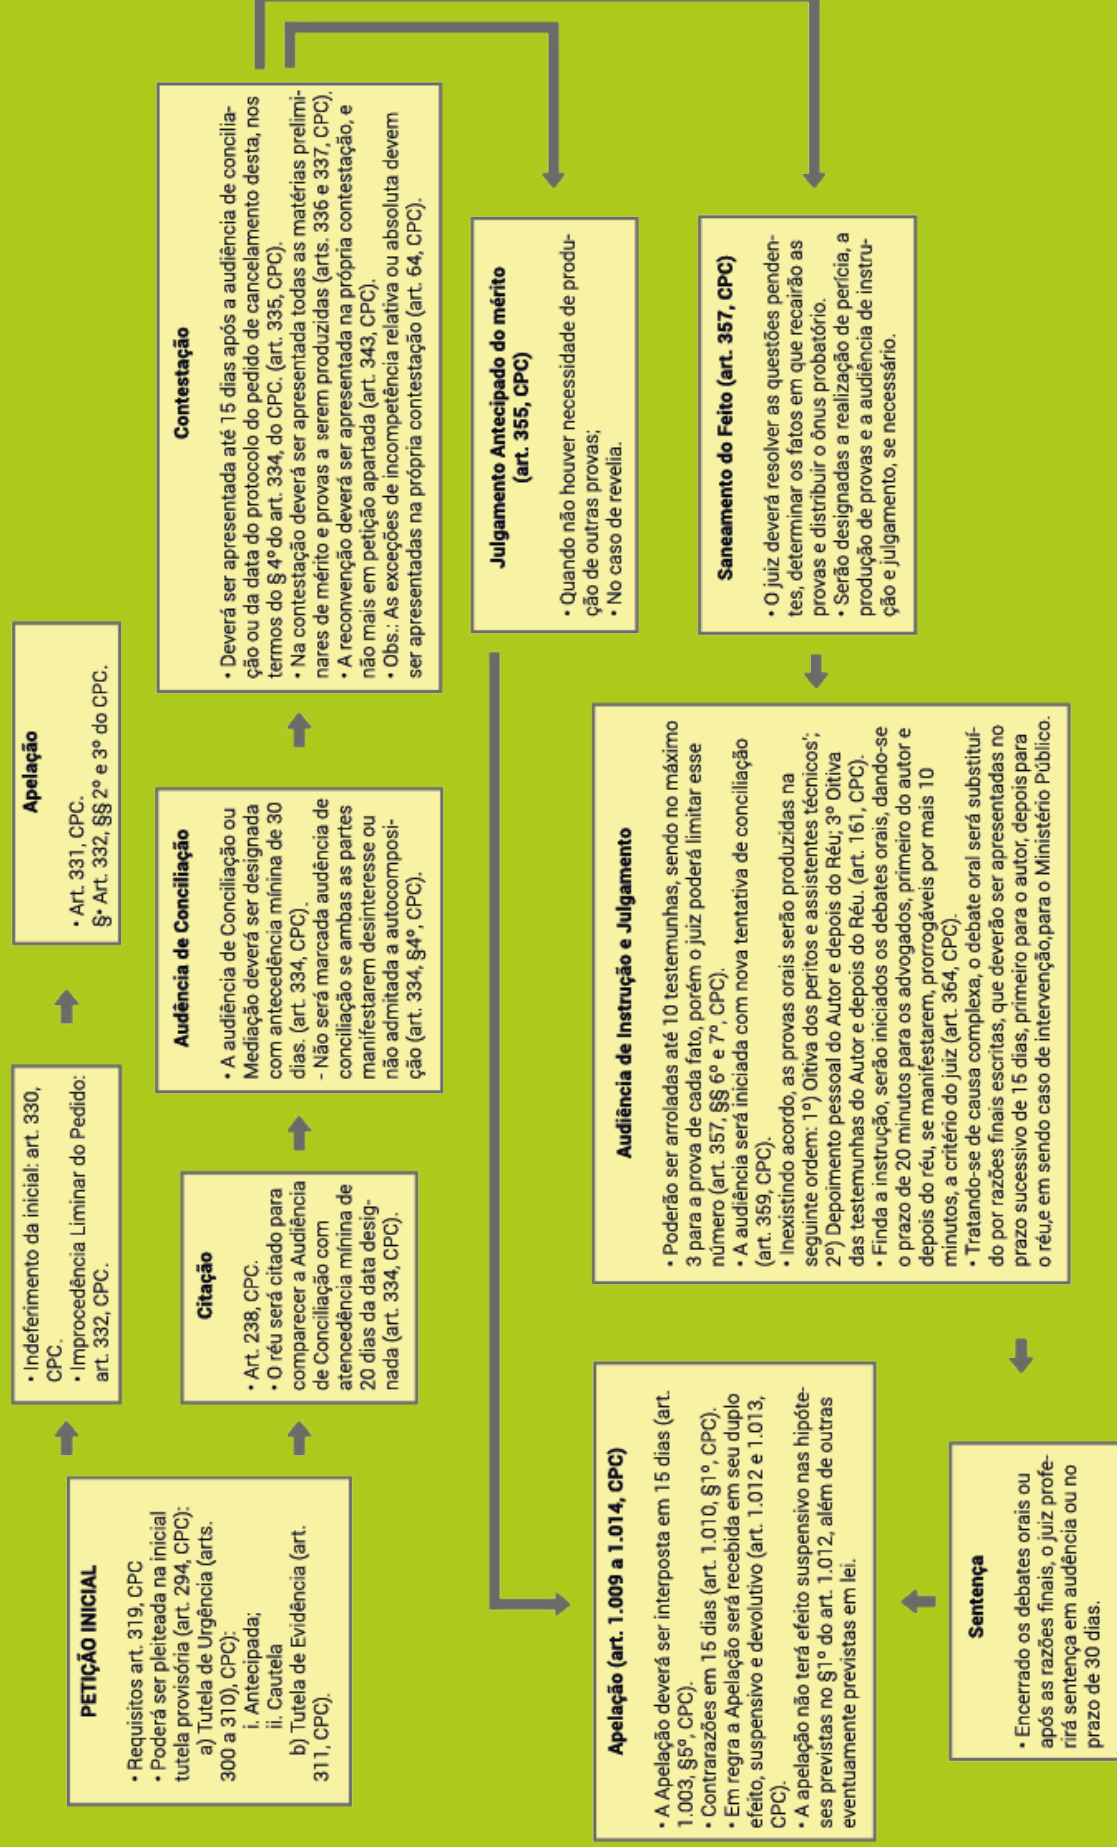 PETIÇÃO INICIAL
• Requisitos art. 319, CPC
• Poderá ser pleiteada na inicial
tutela provisória (art. 294, CPC):
a) Tutela de Urgência (arts.
300 a 310), CPC):
i. Antecipada;
ii. Cautela
b) Tutela de Evidência (art.
311, CPC).
• Indeferimento da inicial: art. 330,
CPC.
• Improcedência Liminar do Pedido:
art. 332, CPC.
Apelação
• Art. 331, CPC.
§• Art. 332, §§ 2º e 3º do CPC.
Citação
• Art. 238, CPC.
• O réu será citado para
comparecer a Audiência
de Conciliação com
atencedência mínina de
20 dias da data desig-
nada (art. 334, CPC).
Audência de Conciliação
• A audiência de Conciliação ou
Mediação deverá ser designada
com antecedência mínina de 30
dias. (art. 334, CPC).
- Não será marcada audência de
conciliação se ambas as partes
manifestarem desinteresse ou
não admitada a autocomposi-
ção (art. 334, §4º, CPC).
Contestação
• Deverá ser apresentada até 15 dias após a audiência de concilia-
ção ou da data do protocolo do pedido de cancelamento desta, nos
termos do § 4º do art. 334, do CPC. (art. 335, CPC).
• Na contestação deverá ser apresentada todas as matérias prelimi-
nares de mérito e provas a serem produzidas (arts. 336 e 337, CPC).
• A reconvenção deverá ser apresentada na própria contestação, e
não mais em petição apartada (art. 343, CPC).
• Obs.: As exceções de incompetência relativa ou absoluta devem
ser apresentadas na própria contestação (art. 64, CPC).
Julgamento Antecipado do mérito
(art. 355, CPC)
• Quando não houver necessidade de produ-
ção de outras provas;
• No caso de revelia.
Saneamento do Feito (art. 357, CPC)
• O juiz deverá resolver as questões penden-
tes, determinar os fatos em que recairão as
provas e distribuir o ônus probatório.
• Serão designadas a realização de perícia, a
produção de provas e a audiência de instru-
ção e julgamento, se necessário.
Audiência de Instrução e Julgamento
• Poderão ser arroladas até 10 testemunhas, sendo no máximo
3 para a prova de cada fato, porém o juiz poderá limitar esse
número (art. 357, §§ 6º e 7º, CPC).
• A audiência será iniciada com nova tentativa de conciliação
(art. 359, CPC).
• Inexistindo acordo, as provas orais serão produzidas na
seguinte ordem: 1º) Oitiva dos peritos e assistentes técnicos';
2º) Depoimento pessoal do Autor e depois do Réu; 3º Oitiva
das testemunhas do Autor e depois do Réu. (art. 161, CPC).
• Finda a instrução, serão iniciados os debates orais, dando-se
o prazo de 20 minutos para os advogados, primeiro do autor e
depois do réu, se manifestarem, prorrogáveis por mais 10
minutos, a critério do juiz (art. 364, CPC).
• Tratando-se de causa complexa, o debate oral será substituí-
do por razões finais escritas, que deverão ser apresentadas no
prazo sucessivo de 15 dias, primeiro para o autor, depois para
o réu,e em sendo caso de intervenção,para o Ministério Público.
Sentença
• Encerrado os debates orais ou
após as razões finais, o juiz profe-
rirá sentença em audiência ou no
prazo de 30 dias.
Apelação (art. 1.009 a 1.014, CPC)
• A Apelação deverá ser interposta em 15 dias (art.
1.003, §5º, CPC).
• Contrarazões em 15 dias (art. 1.010, §1º, CPC).
• Em regra a Apelação será recebida em seu duplo
efeito, suspensivo e devolutivo (art. 1.012 e 1.013,
CPC).
• A apelação não terá efeito suspensivo nas hipóte-
ses previstas no §1º do art. 1.012, além de outras
eventuamente previstas em lei.